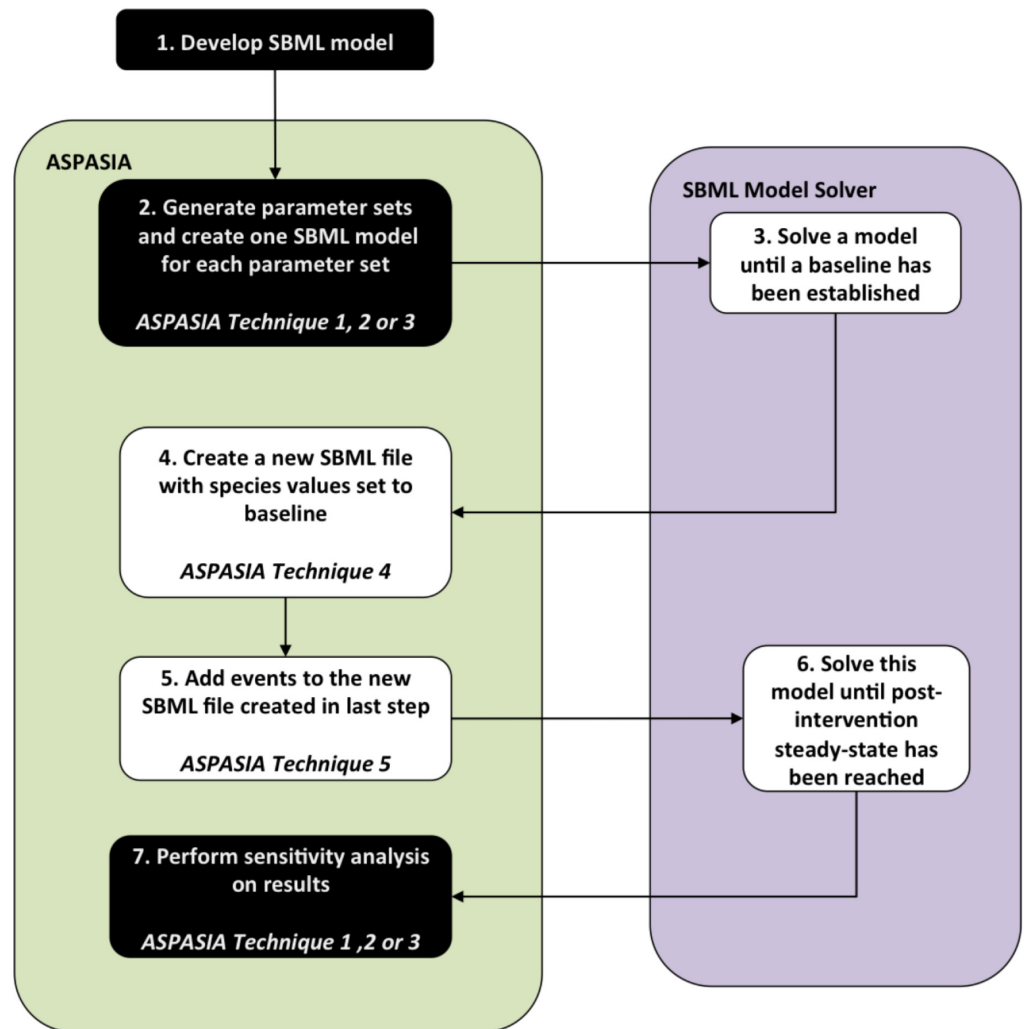 1. Develop SBML model
ASPASIA
2. Generate parameter sets
and create one SBML model
for each parameter set
ASPASIA Technique 1, 2 or 3
SBML Model Solver
3. Solve a model
until a baseline has
been established
4. Create a new SBML file
with species values set to
baseline
ASPASIA Technique 4
5. Add events to the new
SBML file created in last step
ASPASIA Technique 5
6. Solve this
model until post-
intervention
steady-state has
been reached
7. Perform sensitivity analysis
on results
ASPASIA Technique 1 ,2 or 3